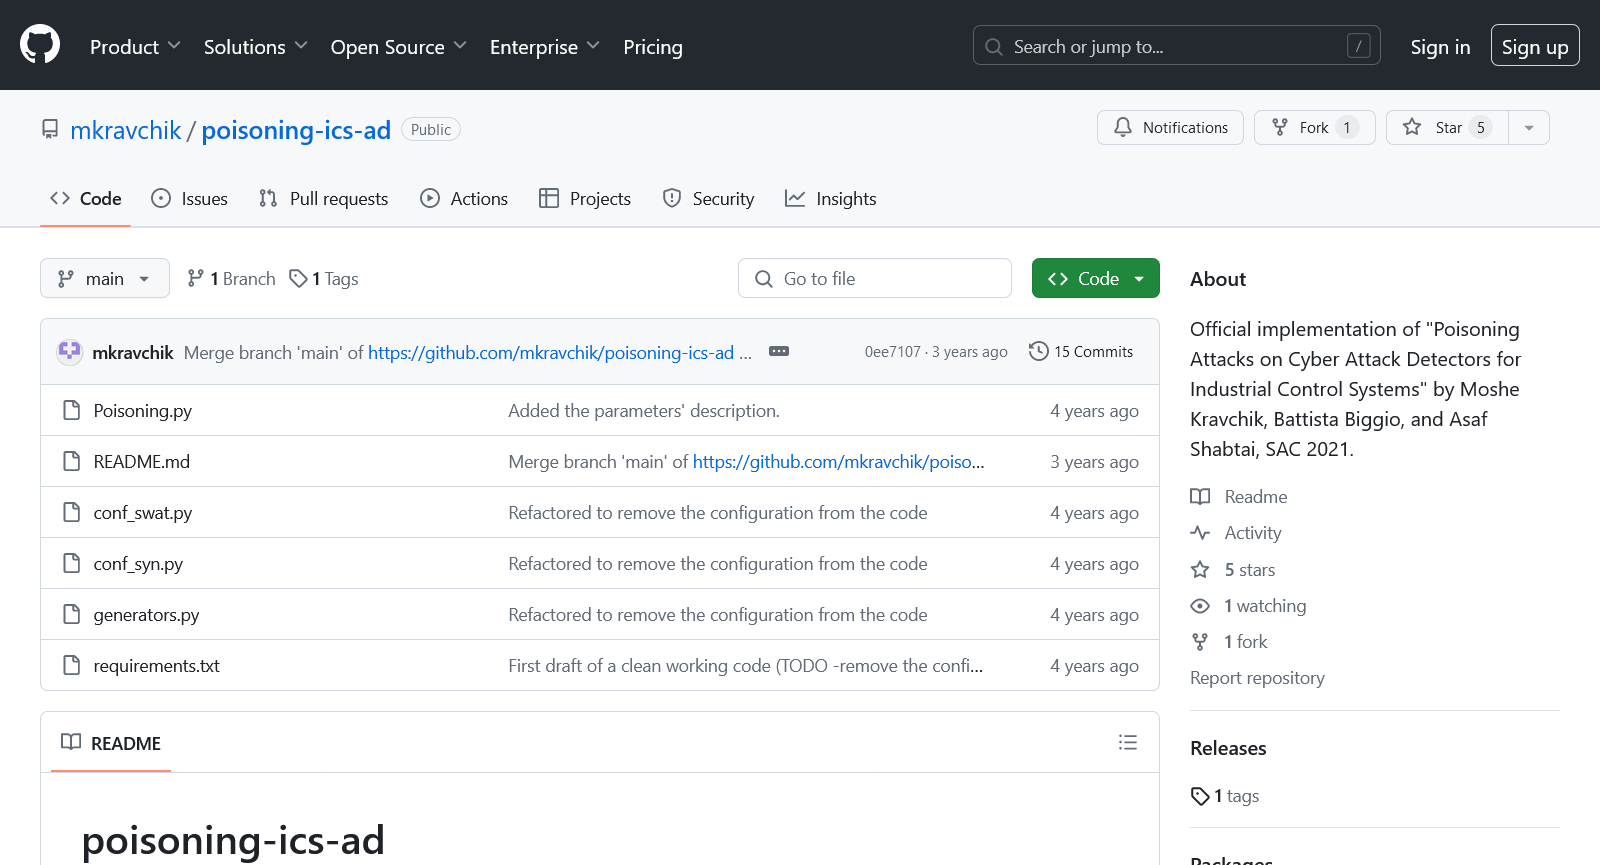 Product Solutions Open Source Enterprise Pricing Search or jump to... / Sign in Sign up
mkravchik / poisoning-ics-ad Public Notifications Fork 1 Star 5
Code Issues Pull requests Actions Projects Security Insights
main 1 Branch 1 Tags Go to file Code
mkravchik Merge branch 'main' of https://github.com/mkravchik/poisoning-ics-ad ... 0ee7107 · 3 years ago 15 Commits
Poisoning.py Added the parameters' description. 4 years ago
README.md Merge branch 'main' of https://github.com/mkravchik/poiso... 3 years ago
conf_swat.py Refactored to remove the configuration from the code 4 years ago
conf_syn.py Refactored to remove the configuration from the code 4 years ago
generators.py Refactored to remove the configuration from the code 4 years ago
requirements.txt First draft of a clean working code (TODO -remove the confi... 4 years ago
README
poisoning-ics-ad
About
Official implementation of "Poisoning
Attacks on Cyber Attack Detectors for
Industrial Control Systems" by Moshe
Kravchik, Battista Biggio, and Asaf
Shabtai, SAC 2021.
Readme
Activity
5 stars
1 watching
1 fork
Report repository
Releases
1 tags
Packages